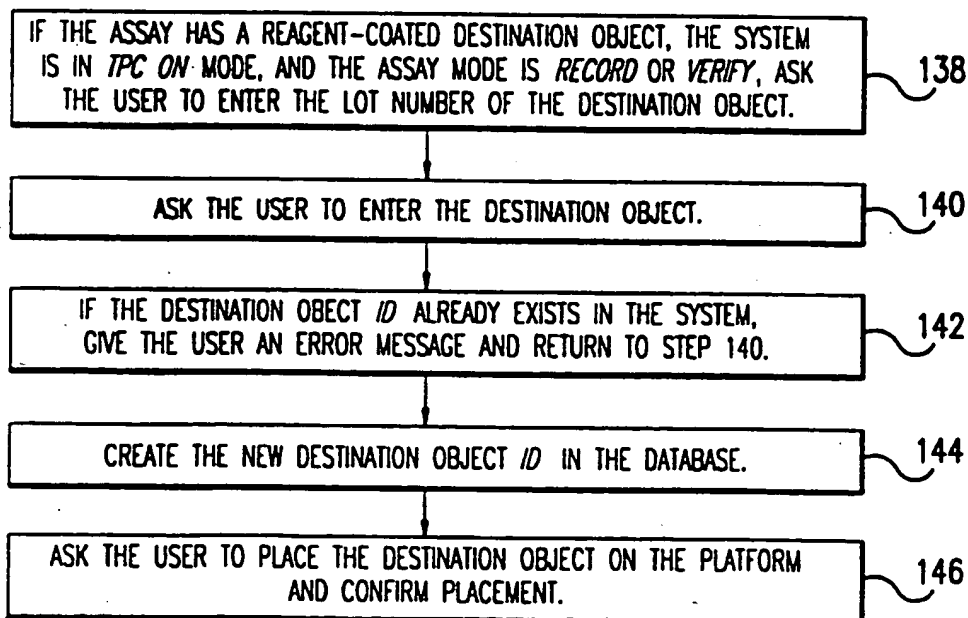 IF THE ASSAY HAS A REAGENT-COATED DESTINATION OBJECT, THE SYSTEM
IS IN TPC ON MODE, AND THE ASSAY MODE IS RECORD OR VERIFY, ASK
THE USER TO ENTER THE LOT NUMBER OF THE DESTINATION OBJECT.
138
ASK THE USER TO ENTER THE DESTINATION OBJECT.
140
IF THE DESTINATION OBECT ID ALREADY EXISTS IN THE SYSTEM,
GIVE THE USER AN ERROR MESSAGE AND RETURN TO STEP 140.
142
CREATE THE NEW DESTINATION OBJECT ID IN THE DATABASE.
144
ASK THE USER TO PLACE THE DESTINATION OBJECT ON THE PLATFORM
AND CONFIRM PLACEMENT.
146